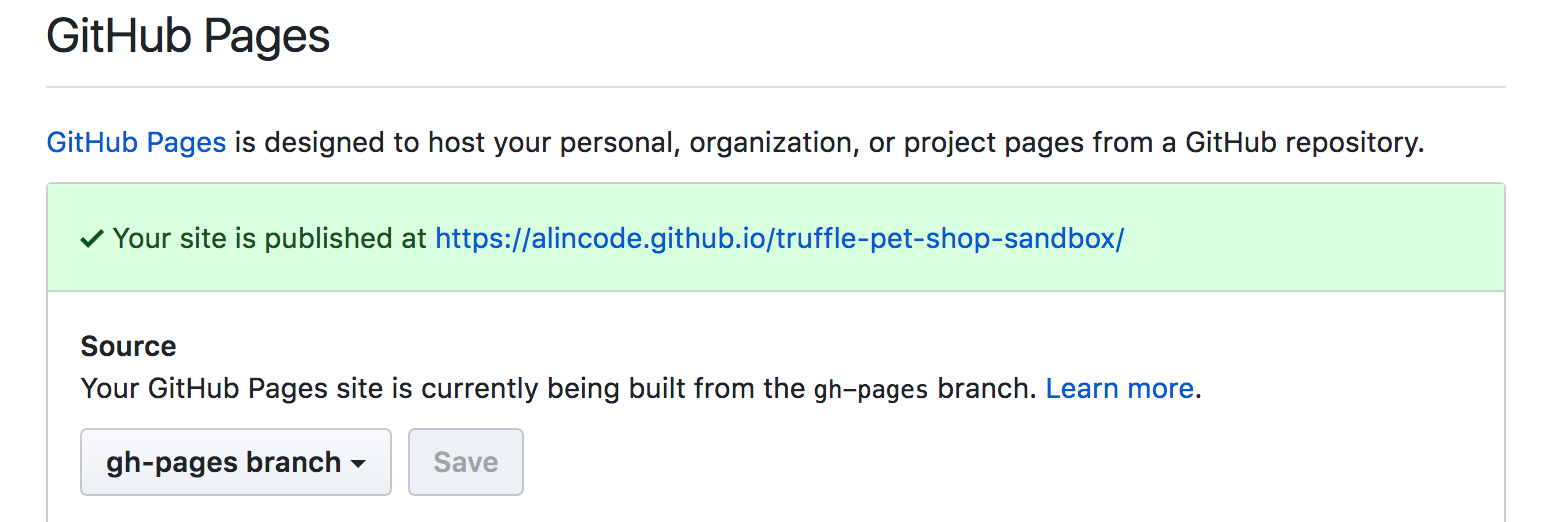 GitHub Pages
GitHub Pages is designed to host your personal, organization, or project pages from a GitHub repository.
Your site is published at https://alincode.github.io/truffle-pet-shop-sandbox/
Source
Your GitHub Pages site is currently being built from the gh-pages branch. Learn more.
gh-pages branch
Save